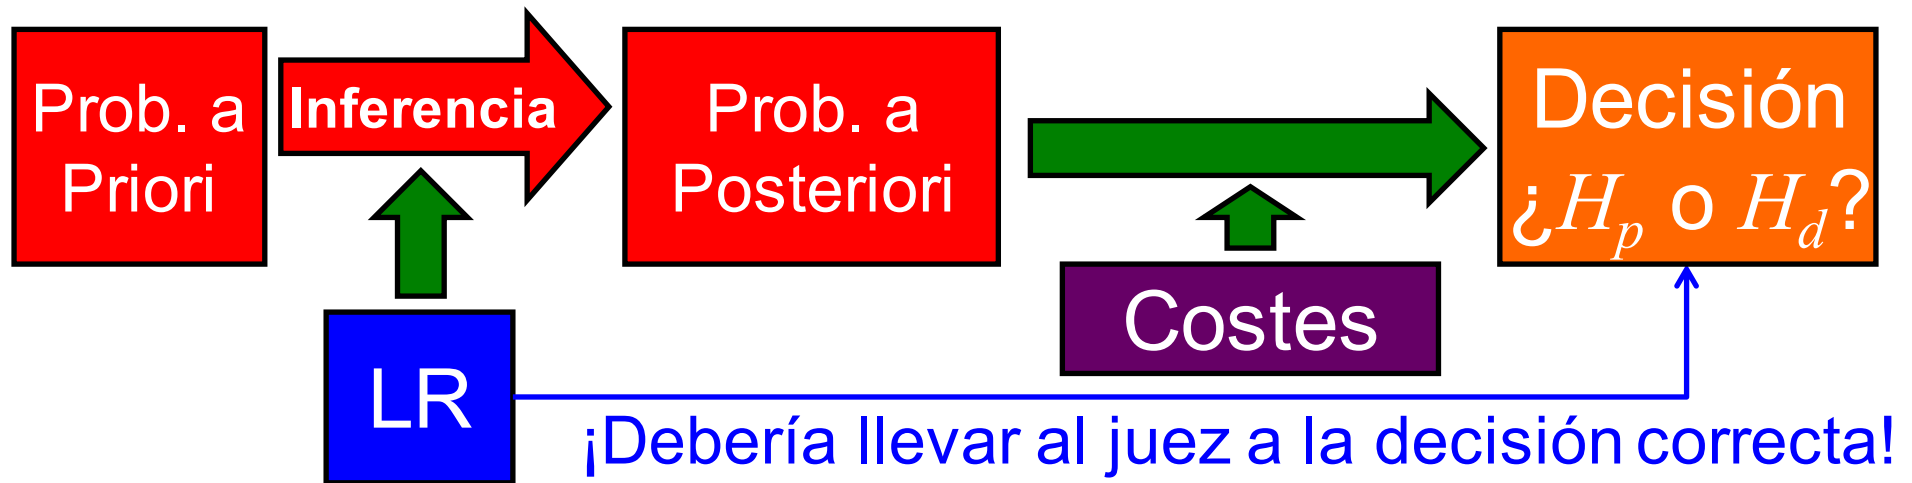 Prob. a
Priori
Inferencia
Prob. a
Posteriori
Decisión
¿Hp o Hd?
LR
Costes
¡Debería llevar al juez a la decisión correcta!